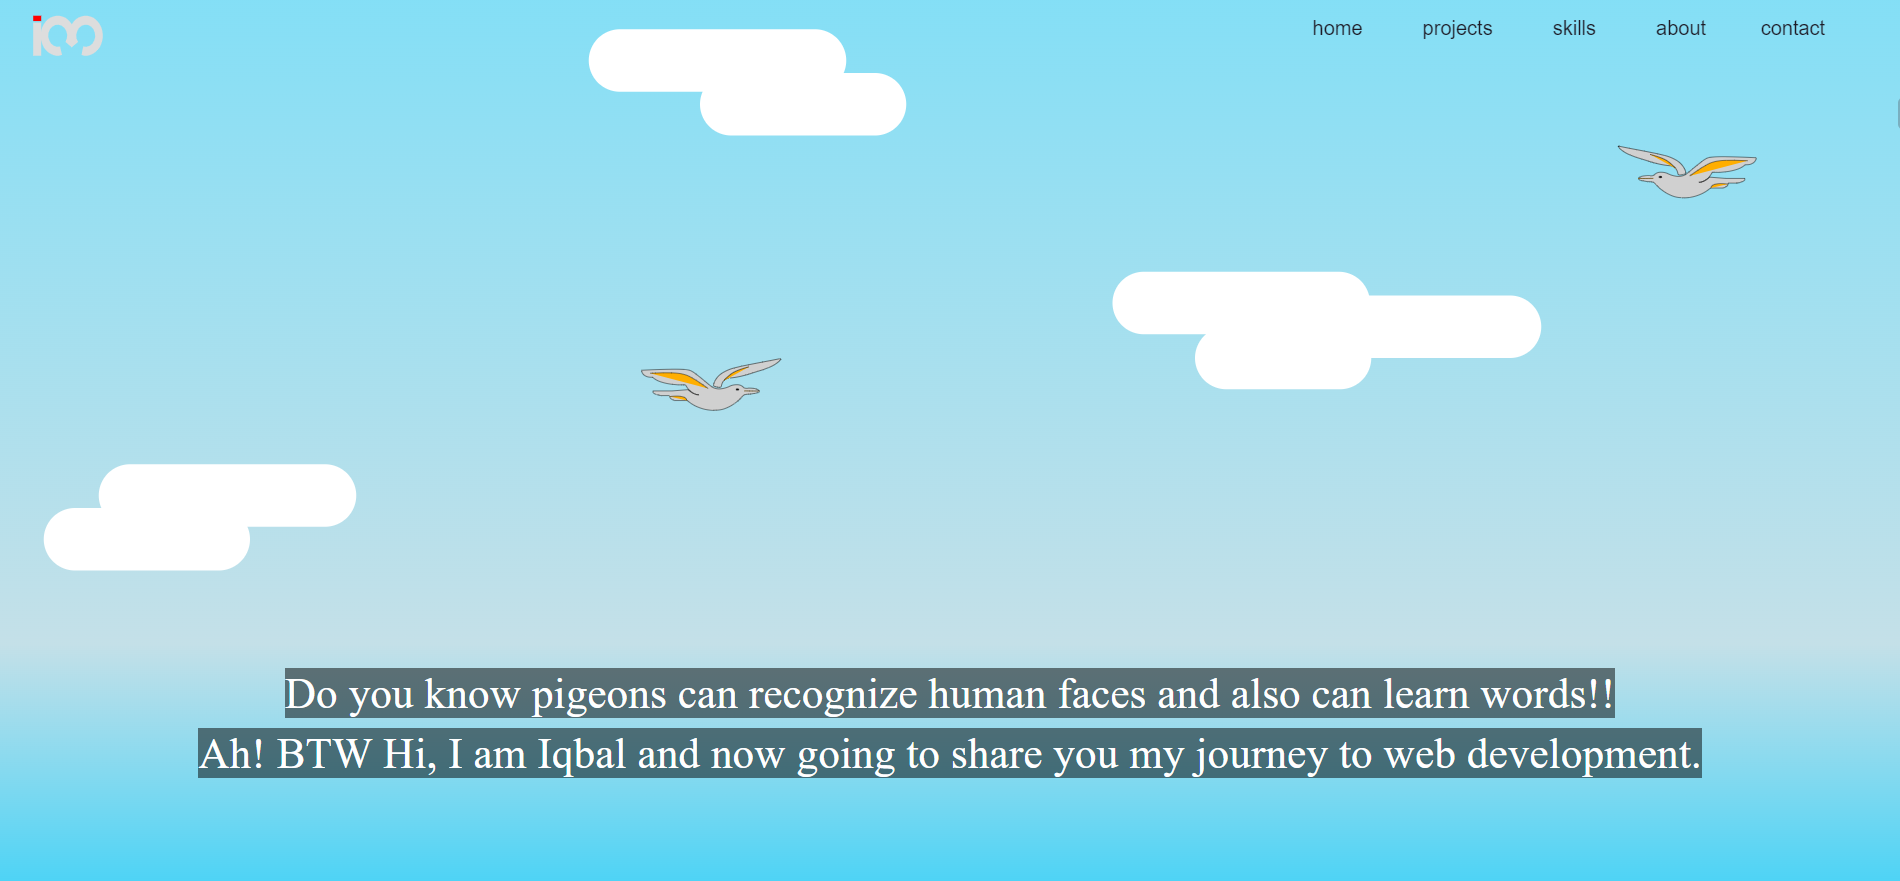 im
home projects skills about contact
Do you know pigeons can recognize human faces and also can learn words!!
Ah! BTW Hi, I am Iqbal and now going to share you my journey to web development.